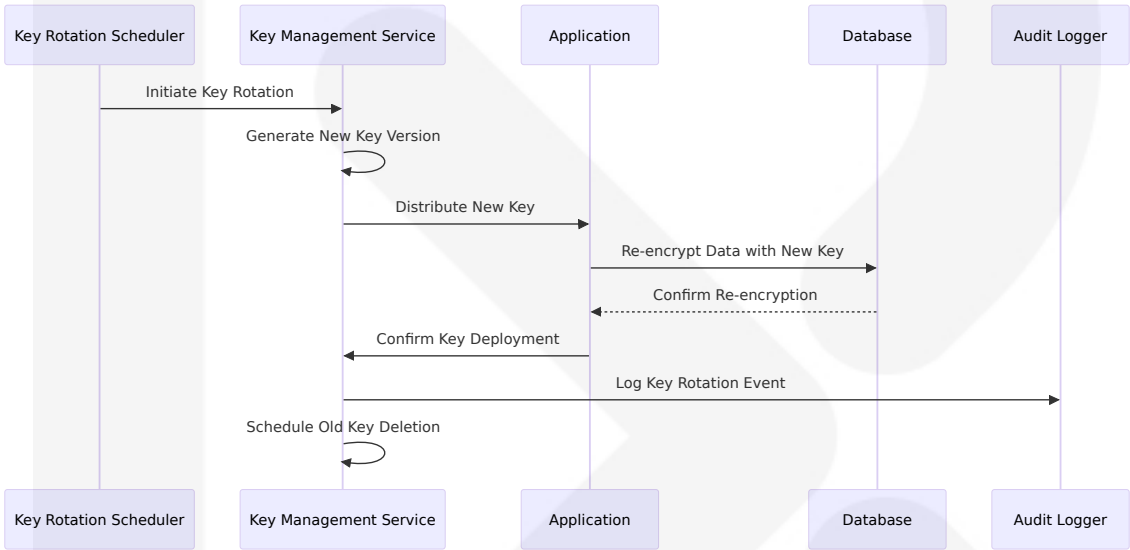 Key Rotation Scheduler
Key Management Service
Application
Database
Audit Logger
Initiate Key Rotation
Generate New Key Version
Distribute New Key
Re-encrypt Data with New Key
Confirm Re-encryption
Confirm Key Deployment
Log Key Rotation Event
Schedule Old Key Deletion
Key Rotation Scheduler
Key Management Service
Application
Database
Audit Logger